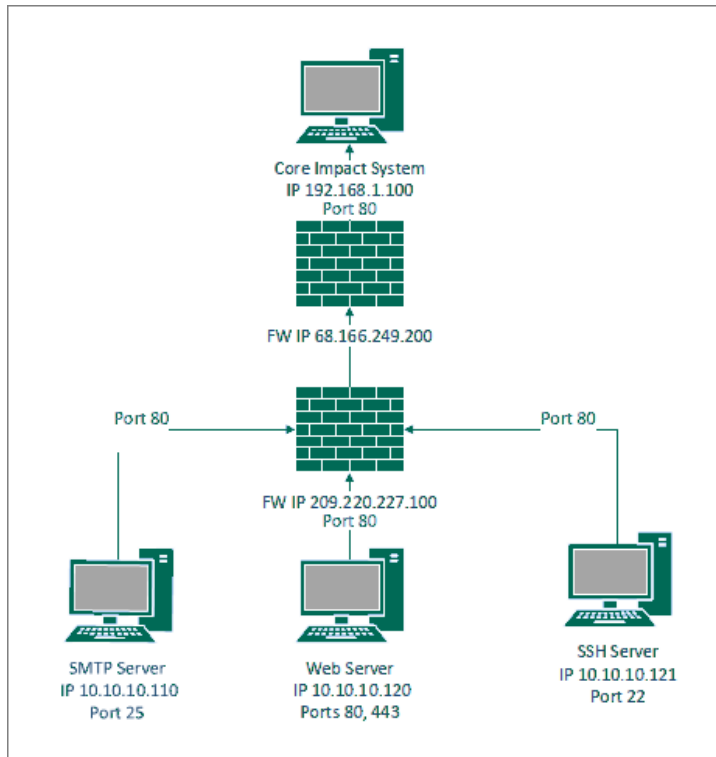 Core Impact System
IP 192.168.1.100
Port 80
FW IP 68.166.249.200
Port 80
Port 80
FW IP 209.220.227.100
Port 80
SMTP Server
IP 10.10.10.110
Port 25
Web Server
IP 10.10.10.120
Ports 80, 443
SSH Server
IP 10.10.10.121
Port 22